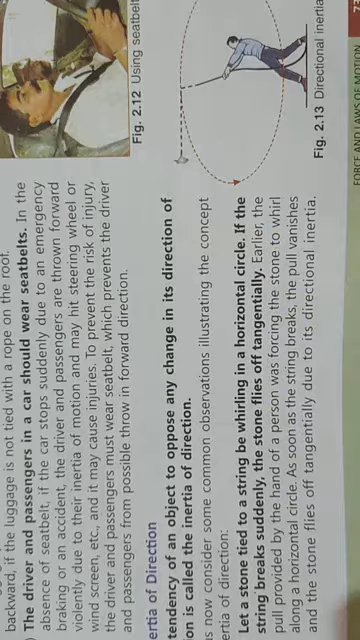 backward, if the luggage is not tied with a rope on the roof.
The driver and passengers in a car should wear seatbelts. In the
absence of seatbelt, if the car stops suddenly due to an emergency
braking or an accident, the driver and passengers are thrown forward
violently due to their inertia of motion and may hit steering wheel or
wind screen, etc., and it may cause injuries. To prevent the risk of injury,
the driver and passengers must wear seatbelt, which prevents the driver
and passengers from possible throw in forward direction.
Fig. 2.12 Using seatbelt
ertia of Direction
tendency of an object to oppose any change in its direction of
ion is called the inertia of direction.
now consider some common observations illustrating the concept
ertia of direction:
Let a stone tied to a string be whirling in a horizontal circle. If the
string breaks suddenly, the stone flies off tangentially. Earlier, the
pull provided by the hand of a person was forcing the stone to whirl
along a horizontal circle. As soon as the string breaks, the pull vanishes
and the stone flies off tangentially due to its directional inertia.
Fig. 2.13 Directional inertia
FORCE AND LAWS OF MOTION
73